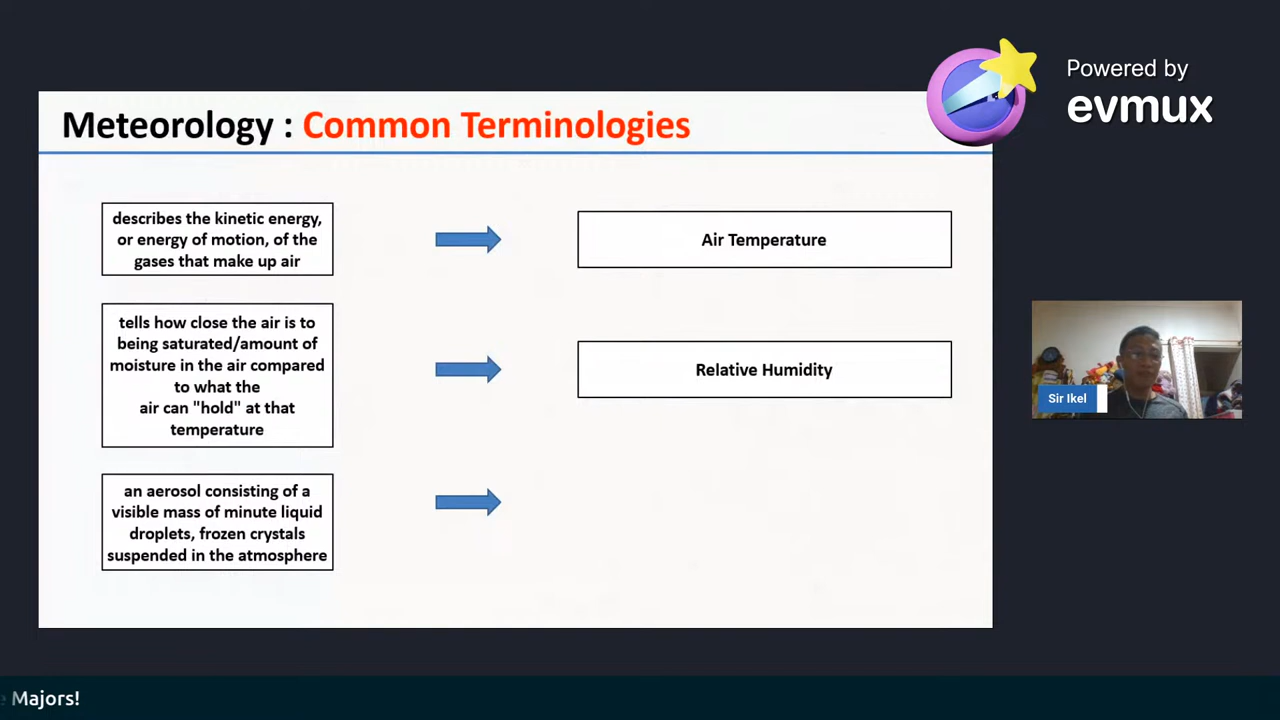 Powered by
evmux
Meteorology : Common Terminologies
describes the kinetic energy,
or energy of motion, of the
gases that make up air
Air Temperature
tells how close the air is to
being saturated/amount of
moisture in the air compared
to what the
air can "hold" at that
temperature
Relative Humidity
an aerosol consisting of a
visible mass of minute liquid
droplets, frozen crystals
suspended in the atmosphere
Sir Ikel
Majors!